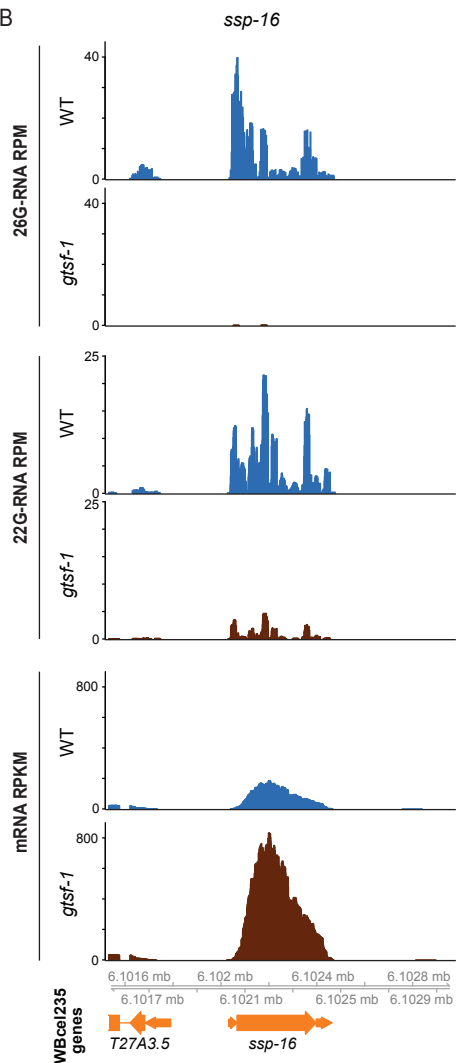 B
ssp-16
26G-RNA RPM
WT
40
0
gtsf-1
40
0
22G-RNA RPM
WT
25
0
gtsf-1
25
0
mRNA RPKM
WT
800
0
gtsf-1
800
0
6.1016 mb 6.102 mb 6.1024 mb 6.1028 mb
6.1017 mb 6.1021 mb 6.1025 mb 6.1029 mb
WBcel235
genes
T27A3.5 ssp-16